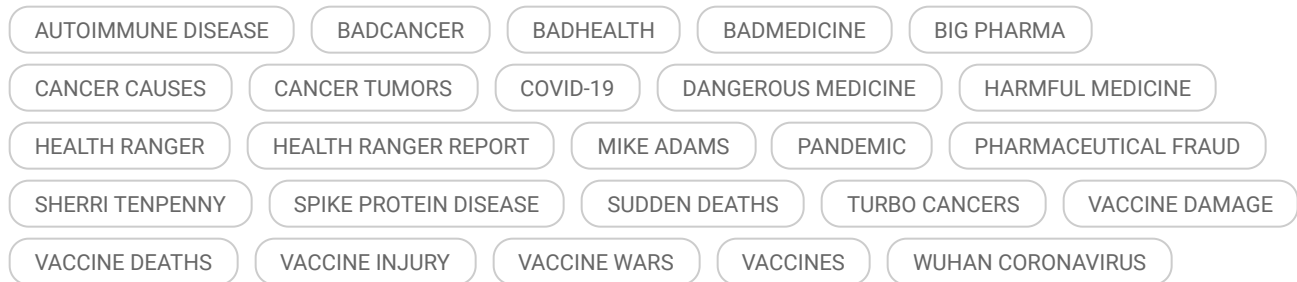 AUTOIMMUNE DISEASE BADCANCER BADHEALTH BADMEDICINE BIG PHARMA
CANCER CAUSES CANCER TUMORS COVID-19 DANGEROUS MEDICINE HARMFUL MEDICINE
HEALTH RANGER HEALTH RANGER REPORT MIKE ADAMS PANDEMIC PHARMACEUTICAL FRAUD
SHERRI TENPENNY SPIKE PROTEIN DISEASE SUDDEN DEATHS TURBO CANCERS VACCINE DAMAGE
VACCINE DEATHS VACCINE INJURY VACCINE WARS VACCINES WUHAN CORONAVIRUS